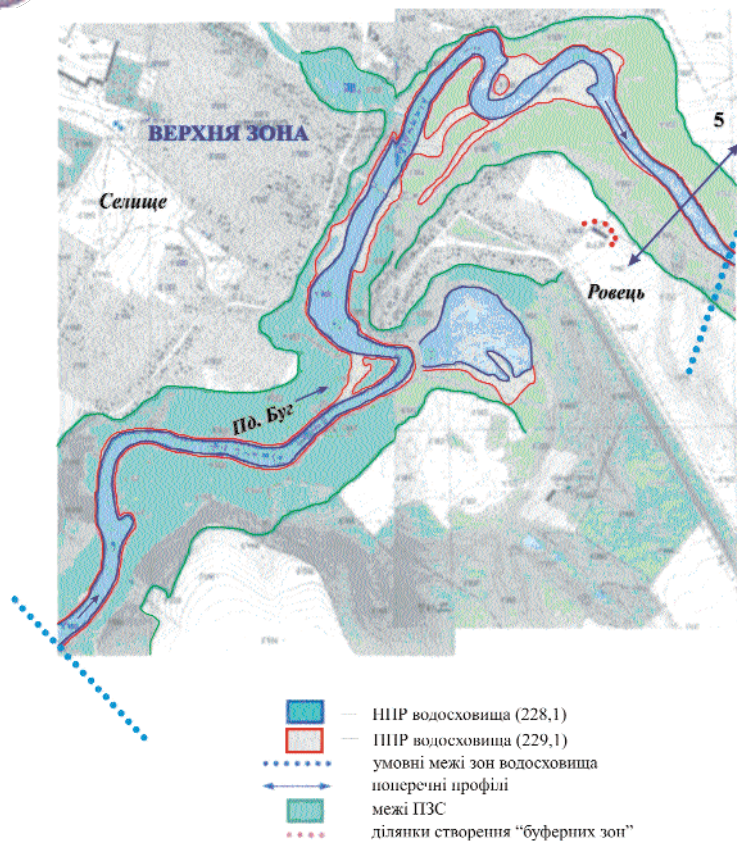 ВЕРХНЯ ЗОНА
5
Селище
Ровець
Пд. Буг
НПР водосховища (228,1)
ППР водосховища (229,1)
умовні межі зон водосховища
поперечні профілі
межі ПЗС
ділянки створення “буферних зон”